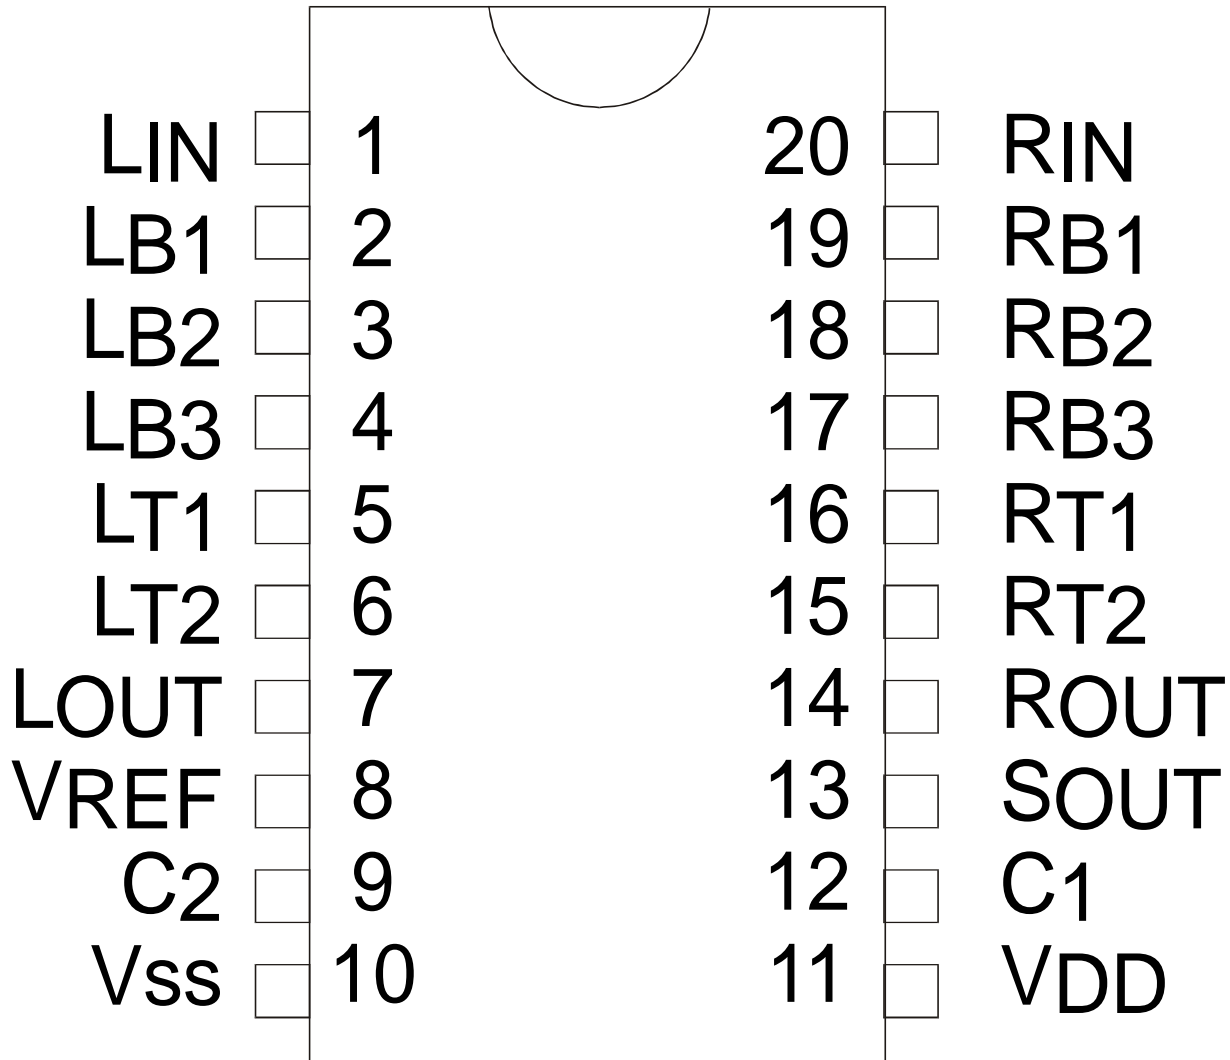 LIN 1 20 RIN
LB1 2 19 RB1
LB2 3 18 RB2
LB3 4 17 RB3
LT1 5 16 RT1
LT2 6 15 RT2
LOUT 7 14 ROUT
VREF 8 13 SOUT
C2 9 12 C1
Vss 10 11 VDD